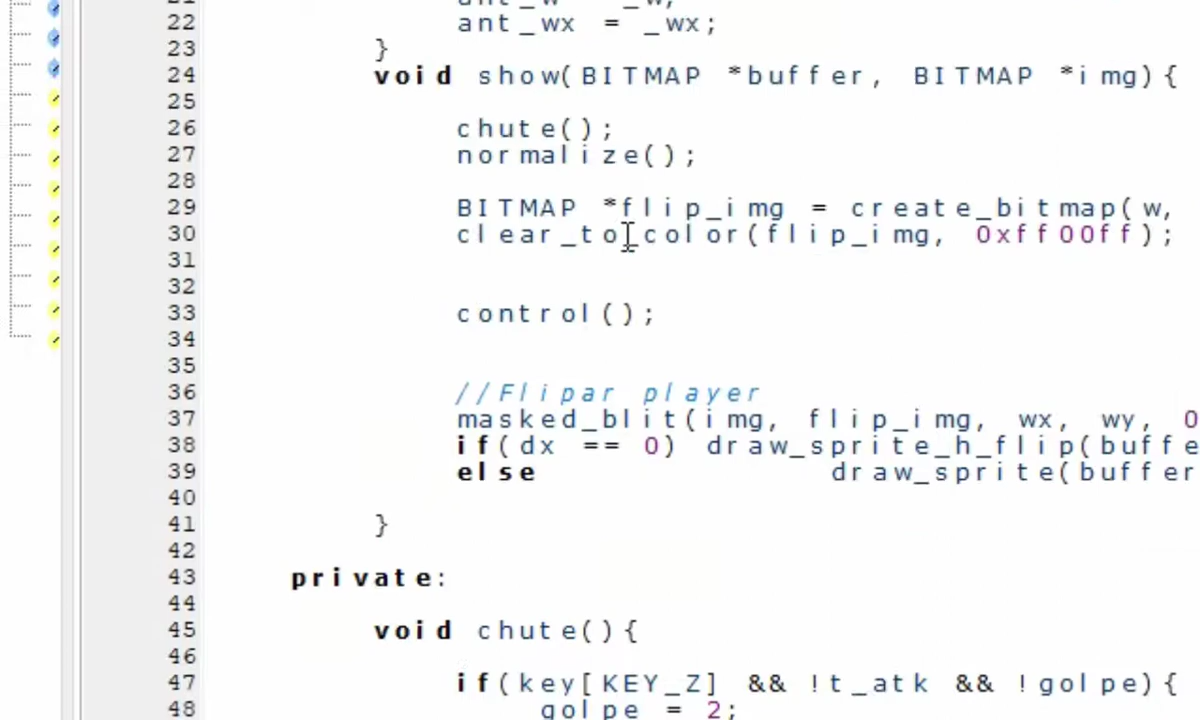 21 ant_w = _w;
22 ant_wx = _wx;
23 }
24 void show(BITMAP *buffer, BITMAP *img){
25
26 chute();
27 normalize();
28
29 BITMAP *flip_img = create_bitmap(w,
30 clear_to_color(flip_img, 0xff00ff);
31
32
33 control();
34
35
36 //Flipar player
37 masked_blit(img, flip_img, wx, wy, 0
38 if(dx == 0) draw_sprite_h_flip(buffe
39 else draw_sprite(buffer
40
41 }
42
43 private:
44
45 void chute(){
46
47 if(key[KEY_Z] && !t_atk && !golpe){
48 golpe = 2;